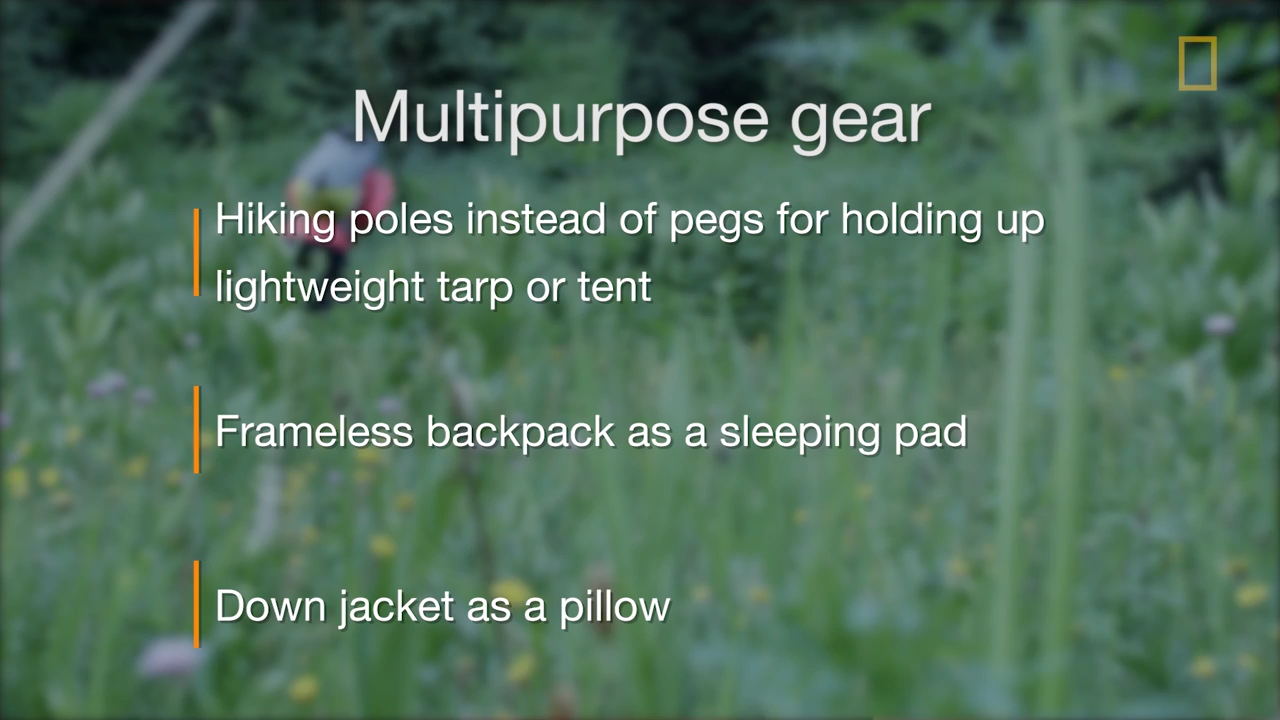 Multipurpose gear
Hiking poles instead of pegs for holding up
lightweight tarp or tent
Frameless backpack as a sleeping pad
Down jacket as a pillow